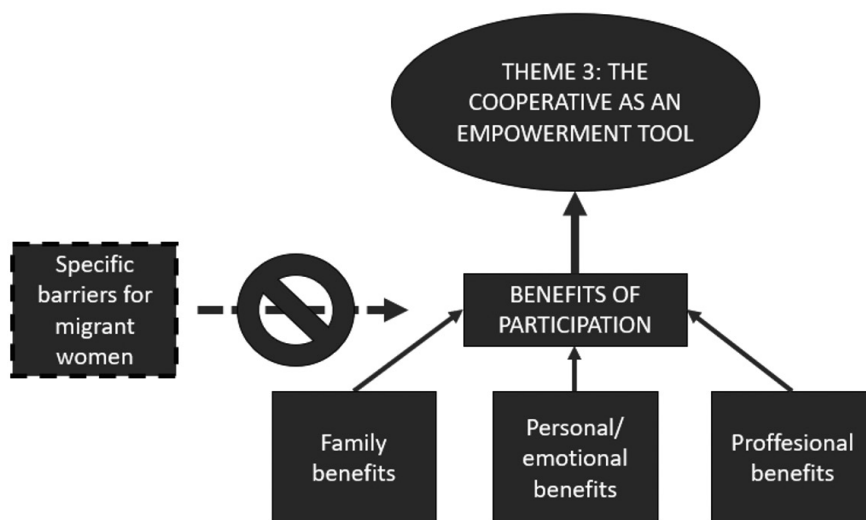 THEME 3: THE
COOPERATIVE AS AN
EMPOWERMENT TOOL
Specific
barriers for
migrant
women
BENEFITS OF
PARTICIPATION
Family
benefits
Personal/
emotional
benefits
Proffesional
benefits